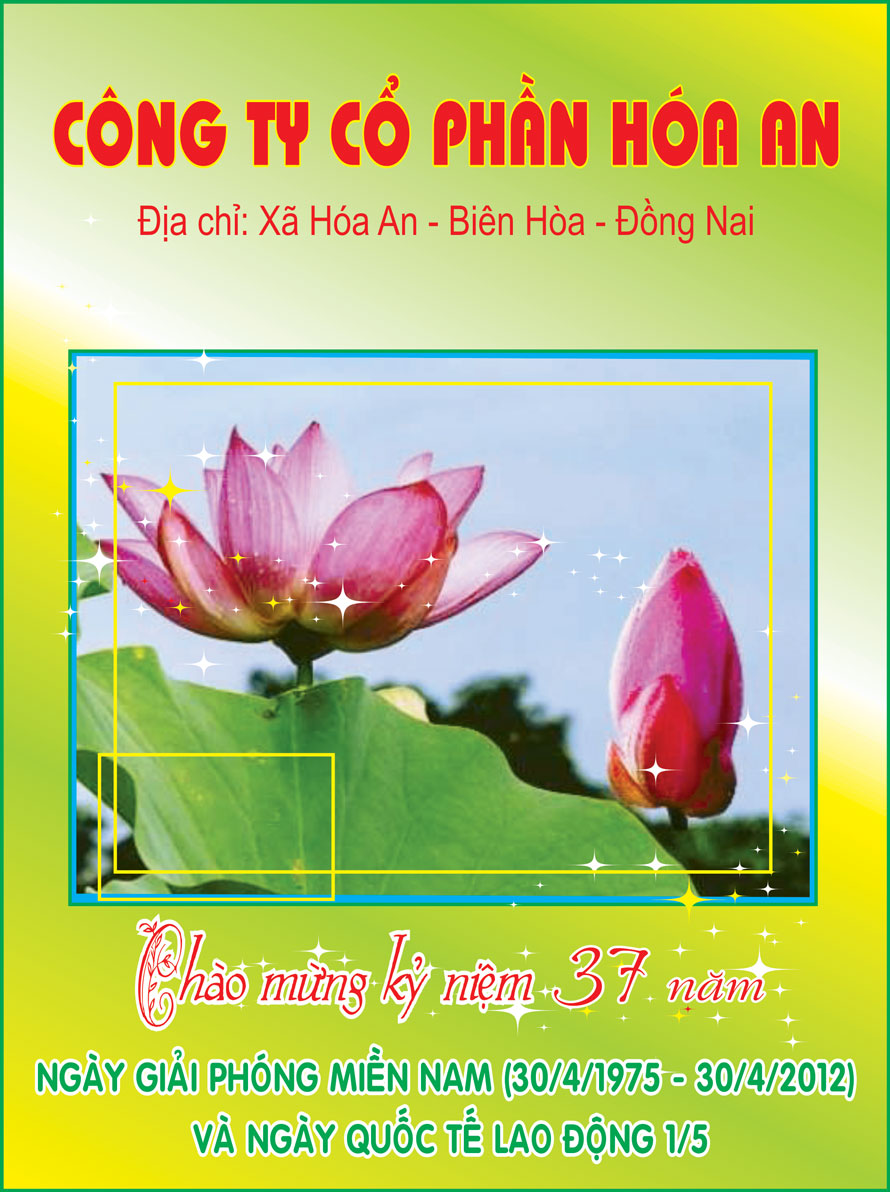 CÔNG TY CỔ PHẦN HÓA AN
Địa chỉ: Xã Hóa An - Biên Hòa - Đồng Nai
Chào mừng kỷ niệm 37 năm
NGÀY GIẢI PHÓNG MIỀN NAM (30/4/1975 - 30/4/2012)
VÀ NGÀY QUỐC TẾ LAO ĐỘNG 1/5